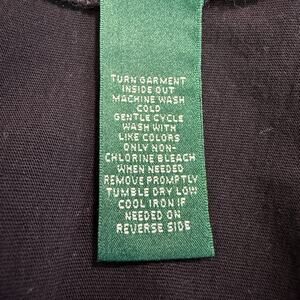 TURN GARMENT
INSIDE OUT
MACHINE WASH
COLD
GENTLE CYCLE
WASH WITH
LIKE COLORS
ONLY NON-
CHLORINE BLEACH
WHEN NEEDED
REMOVE PROMPTLY
TUMBLE DRY LOW
COOL IRON IF
NEEDED ON
REVERSE SIDE